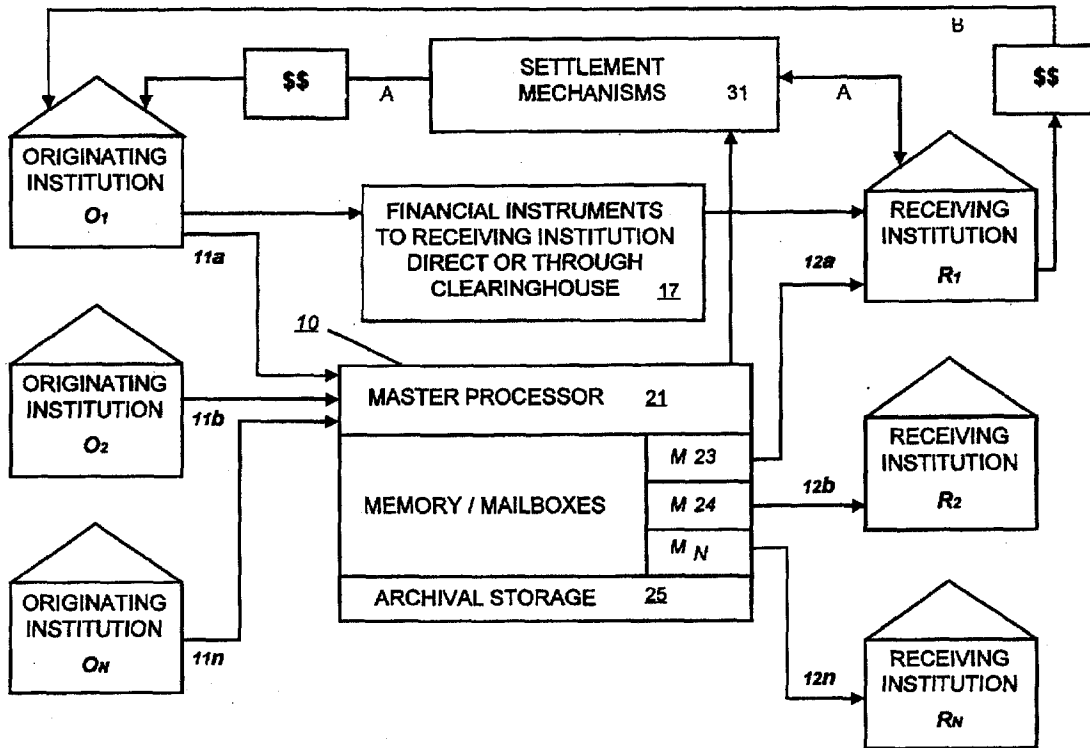 B
$$
A
SETTLEMENT
MECHANISMS
31
A
$$
ORIGINATING
INSTITUTION
O1
FINANCIAL INSTRUMENTS
TO RECEIVING INSTITUTION
DIRECT OR THROUGH
CLEARINGHOUSE 17
RECEIVING
INSTITUTION
R1
11a
12a
10
ORIGINATING
INSTITUTION
O2
11b
MASTER PROCESSOR 21
MEMORY / MAILBOXES
M 23
M 24
M N
ARCHIVAL STORAGE 25
12b
RECEIVING
INSTITUTION
R2
ORIGINATING
INSTITUTION
ON
11n
12n
RECEIVING
INSTITUTION
RN